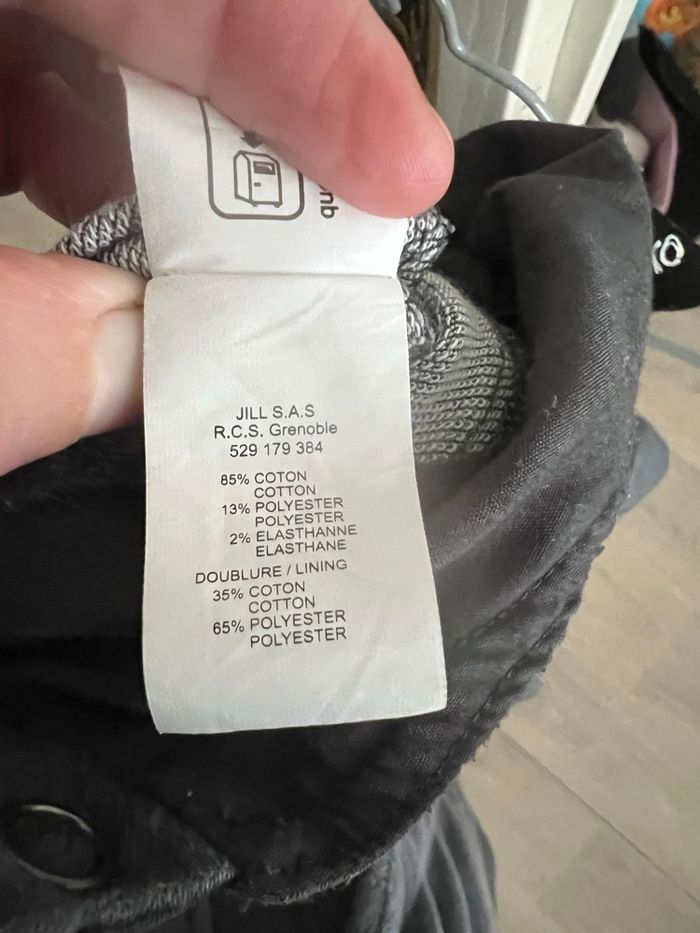 JILL S.A.S
R.C.S. Grenoble
529 179 384
85% COTON
COTTON
13% POLYESTER
POLYESTER
2% ELASTHANNE
ELASTHANE
DOUBLURE / LINING
35% COTON
COTTON
65% POLYESTER
POLYESTER